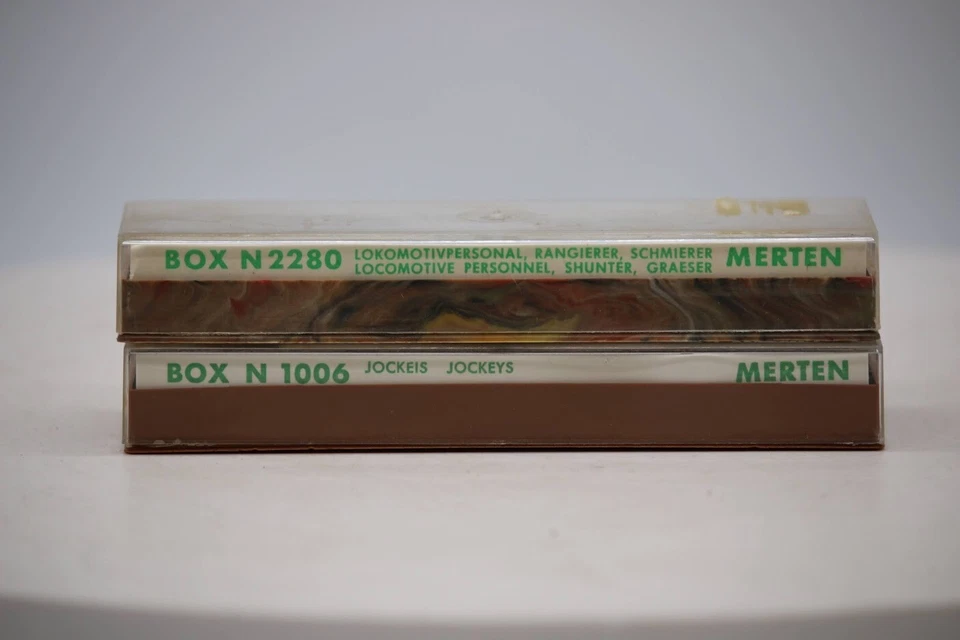 BOX N 2280 LOKOMOTIVPERSONAL, RANGIERER, SCHMIERER MERTEN
LOCOMOTIVE PERSONNEL, SHUNTER, GRAESER
BOX N 1006 JOCKEIS JOCKEYS MERTEN